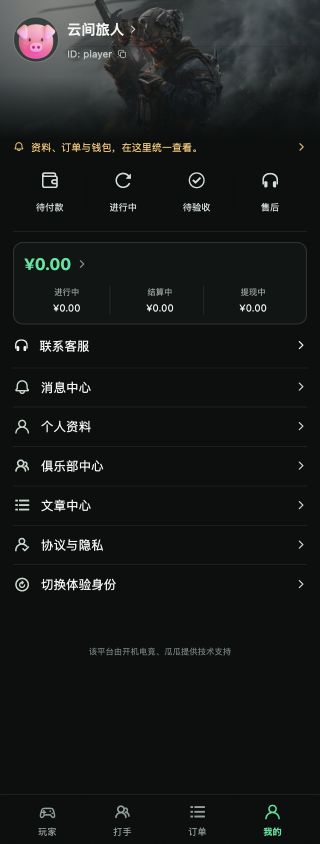 云间旅人
ID: player
资料、订单与钱包，在这里统一查看。
待付款
进行中
待验收
售后
¥0.00
进行中
结算中
提现中
¥0.00
¥0.00
¥0.00
联系客服
消息中心
个人资料
俱乐部中心
文章中心
协议与隐私
切换体验身份
该平台由开机电竞、瓜瓜提供技术支持
玩家
打手
订单
我的